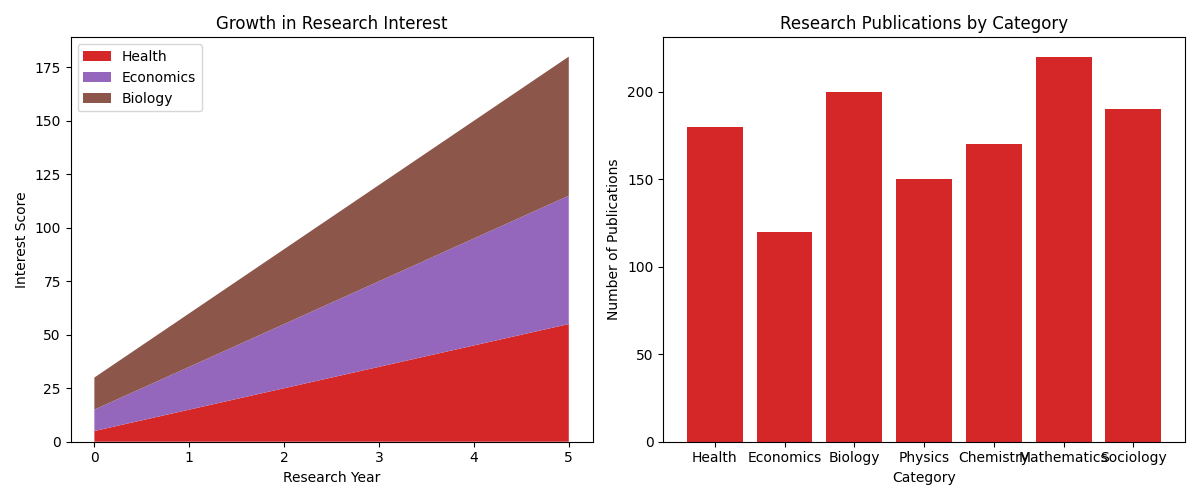 Growth in Research Interest
Health
Economics
Biology
175
150
125
100
75
50
25
0
Interest Score
0 1 2 3 4 5
Research Year
Research Publications by Category
200
150
100
50
0
Number of Publications
Health Economics Biology Physics Chemistry Mathematics Sociology
Category